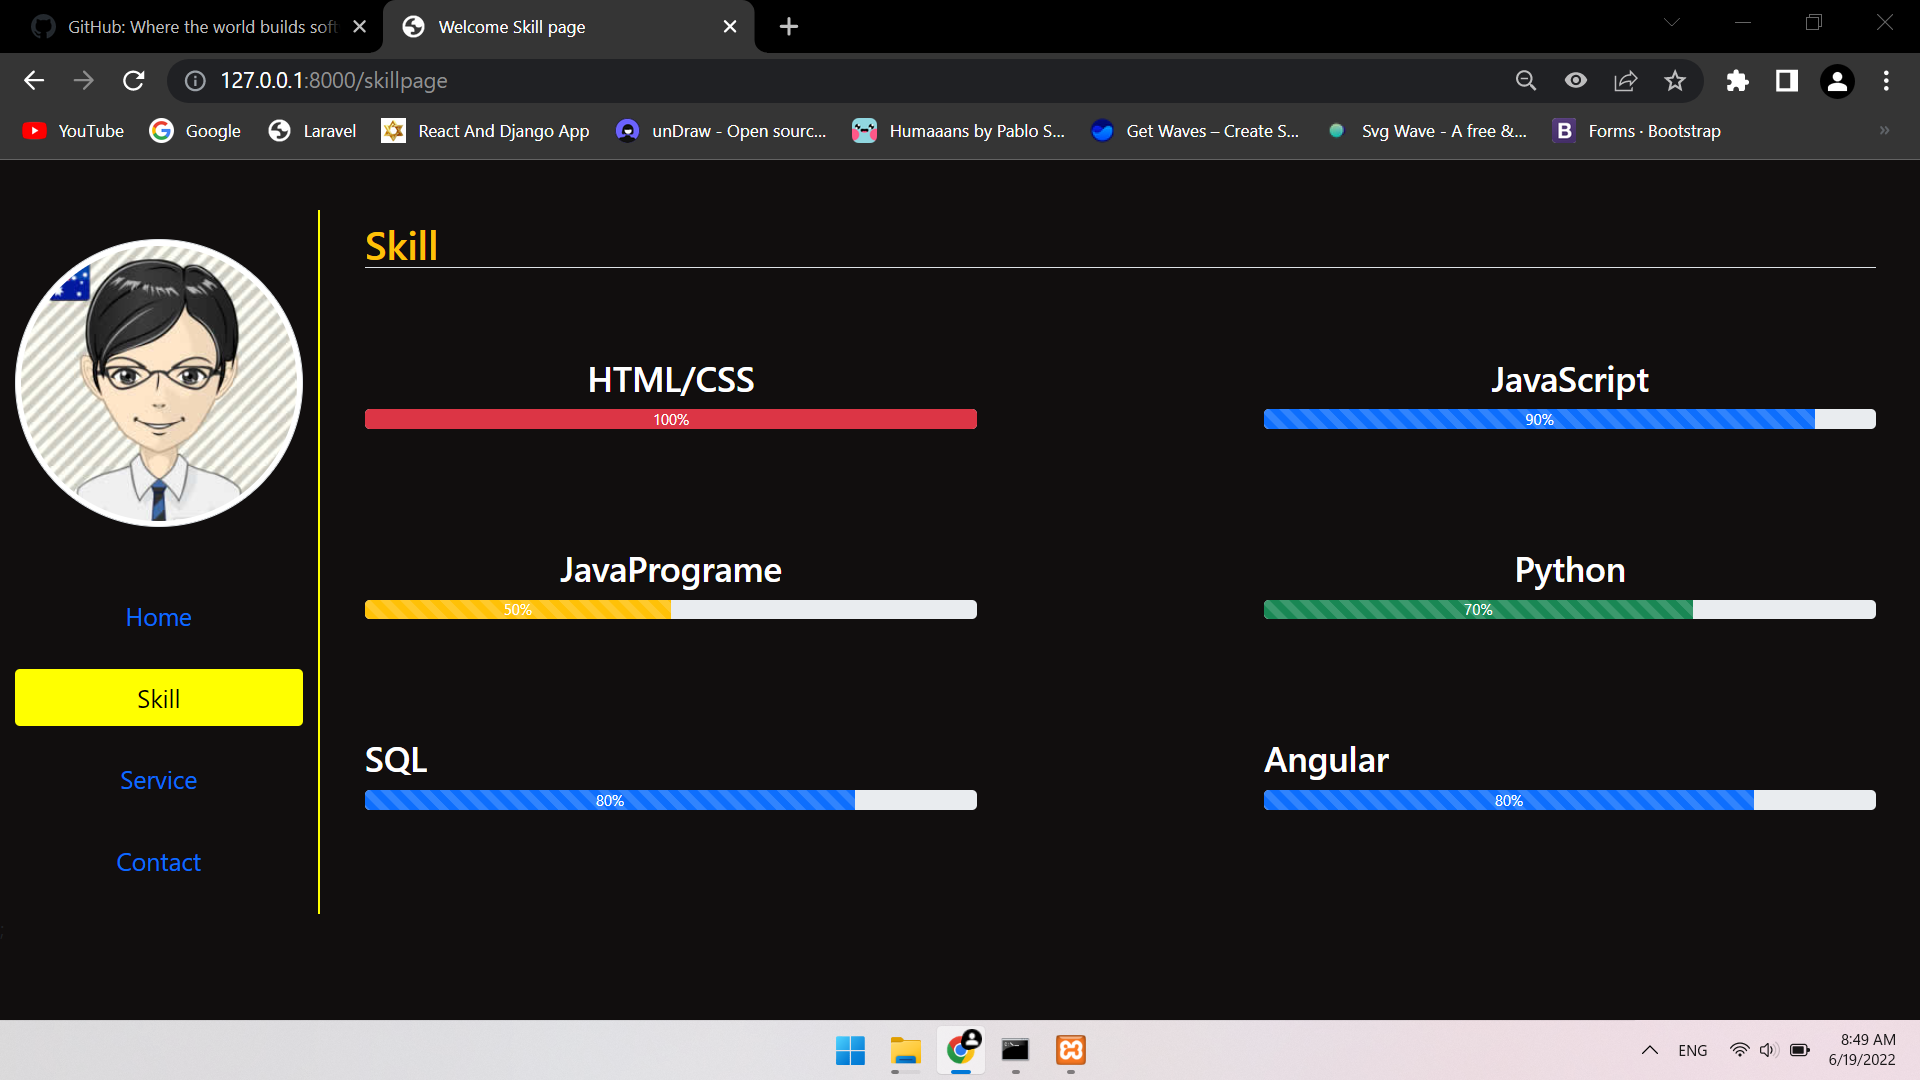 GitHub: Where the world builds soft
Welcome Skill page
127.0.0.1:8000/skillpage
YouTube
Google
Laravel
React And Django App
unDraw - Open sourc...
Humaaans by Pablo S...
Get Waves – Create S...
Svg Wave - A free &...
B
Forms · Bootstrap
»
Skill
HTML/CSS
JavaScript
100%
90%
JavaPrograme
Python
50%
70%
SQL
Angular
80%
80%
Home
Skill
Service
Contact
;
ENG
8:49 AM
6/19/2022